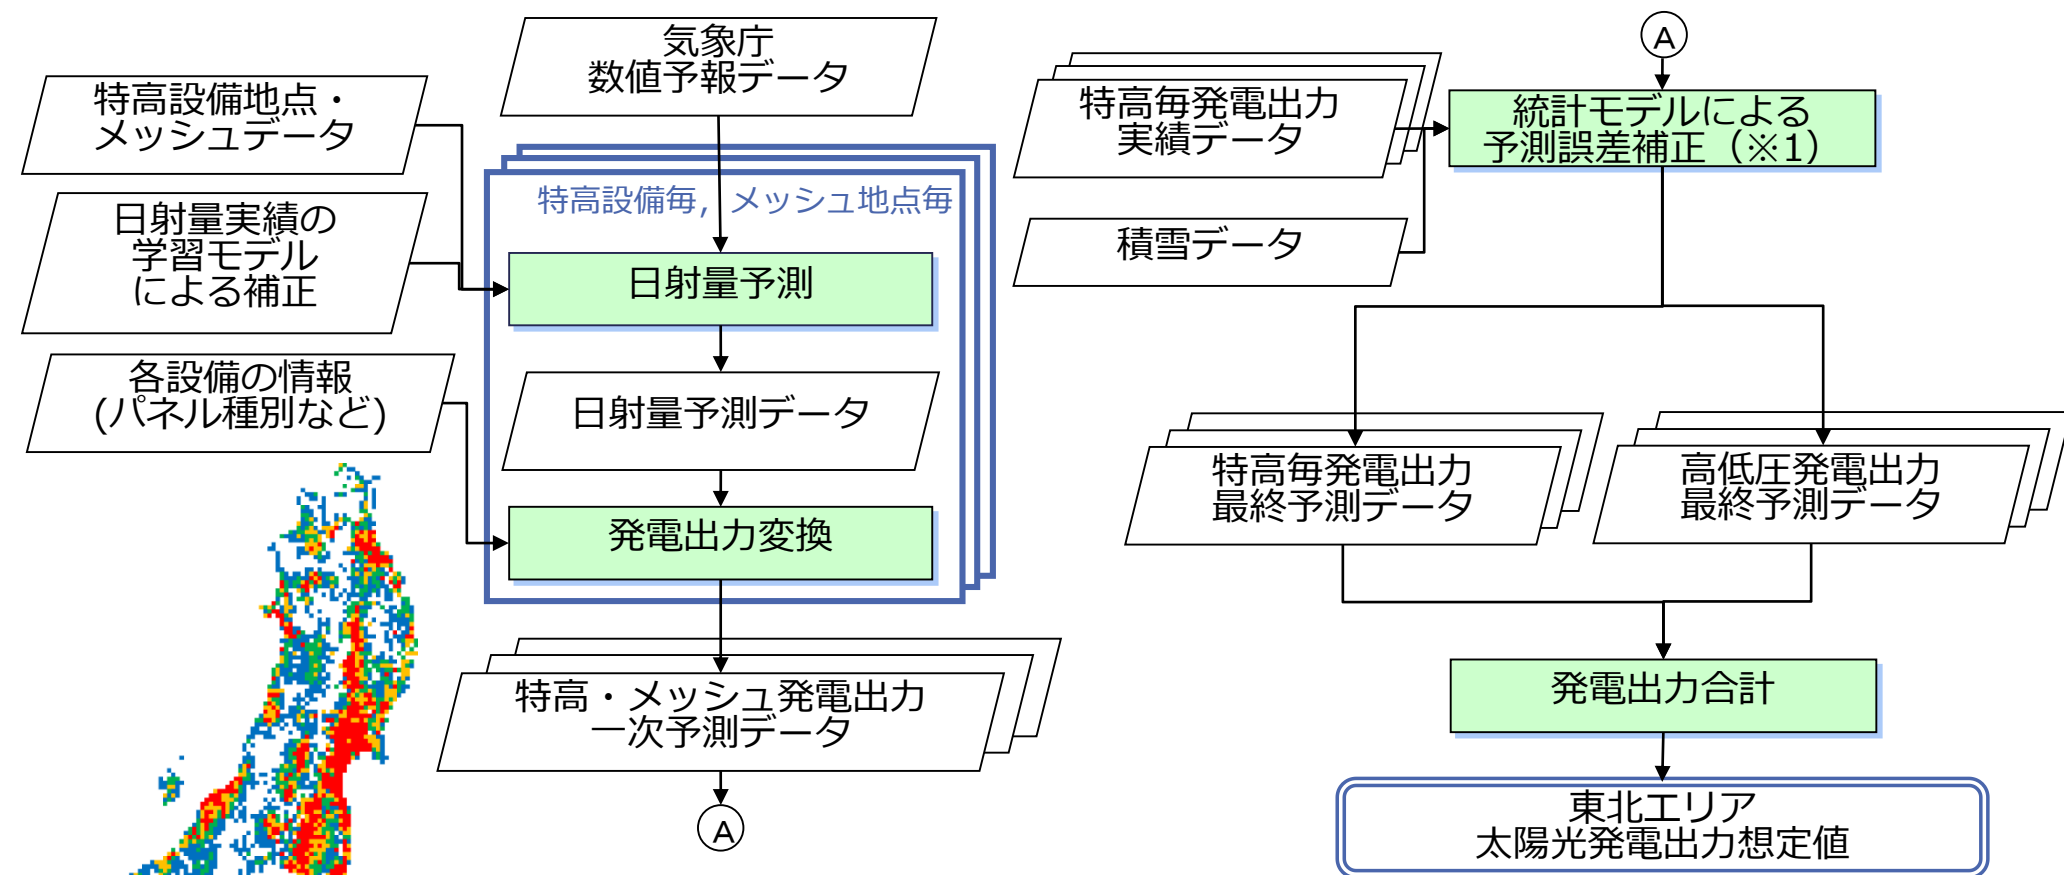 気象庁
数値予報データ
特高設備地点・
メッシュデータ
日射量実績の
学習モデル
による補正
特高設備毎，メッシュ地点毎
日射量予測
各設備の情報
(パネル種別など)
日射量予測データ
発電出力変換
特高・メッシュ発電出力
一次予測データ
A
A
特高毎発電出力
実績データ
統計モデルによる
予測誤差補正（※1）
積雪データ
特高毎発電出力
最終予測データ
高低圧発電出力
最終予測データ
発電出力合計
東北エリア
太陽光発電出力想定値